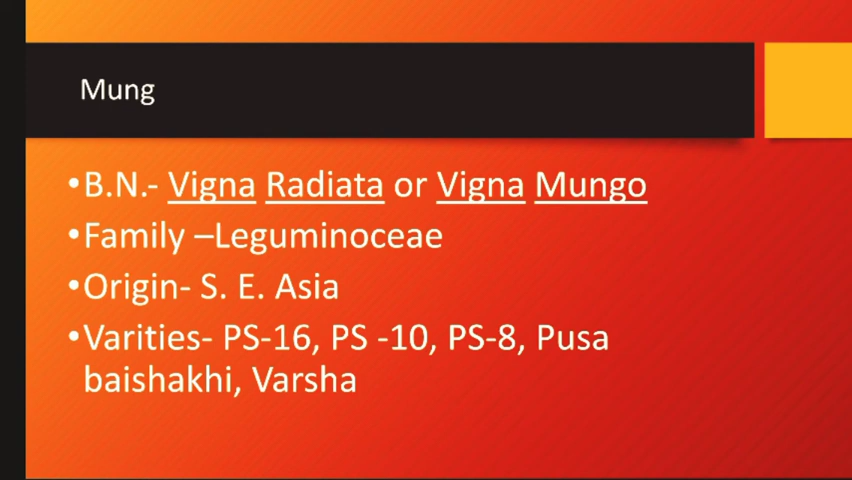 Mung
•B.N.- Vigna Radiata or Vigna Mungo
•Family –Leguminoceae
•Origin- S. E. Asia
•Varities- PS-16, PS -10, PS-8, Pusa
baishakhi, Varsha